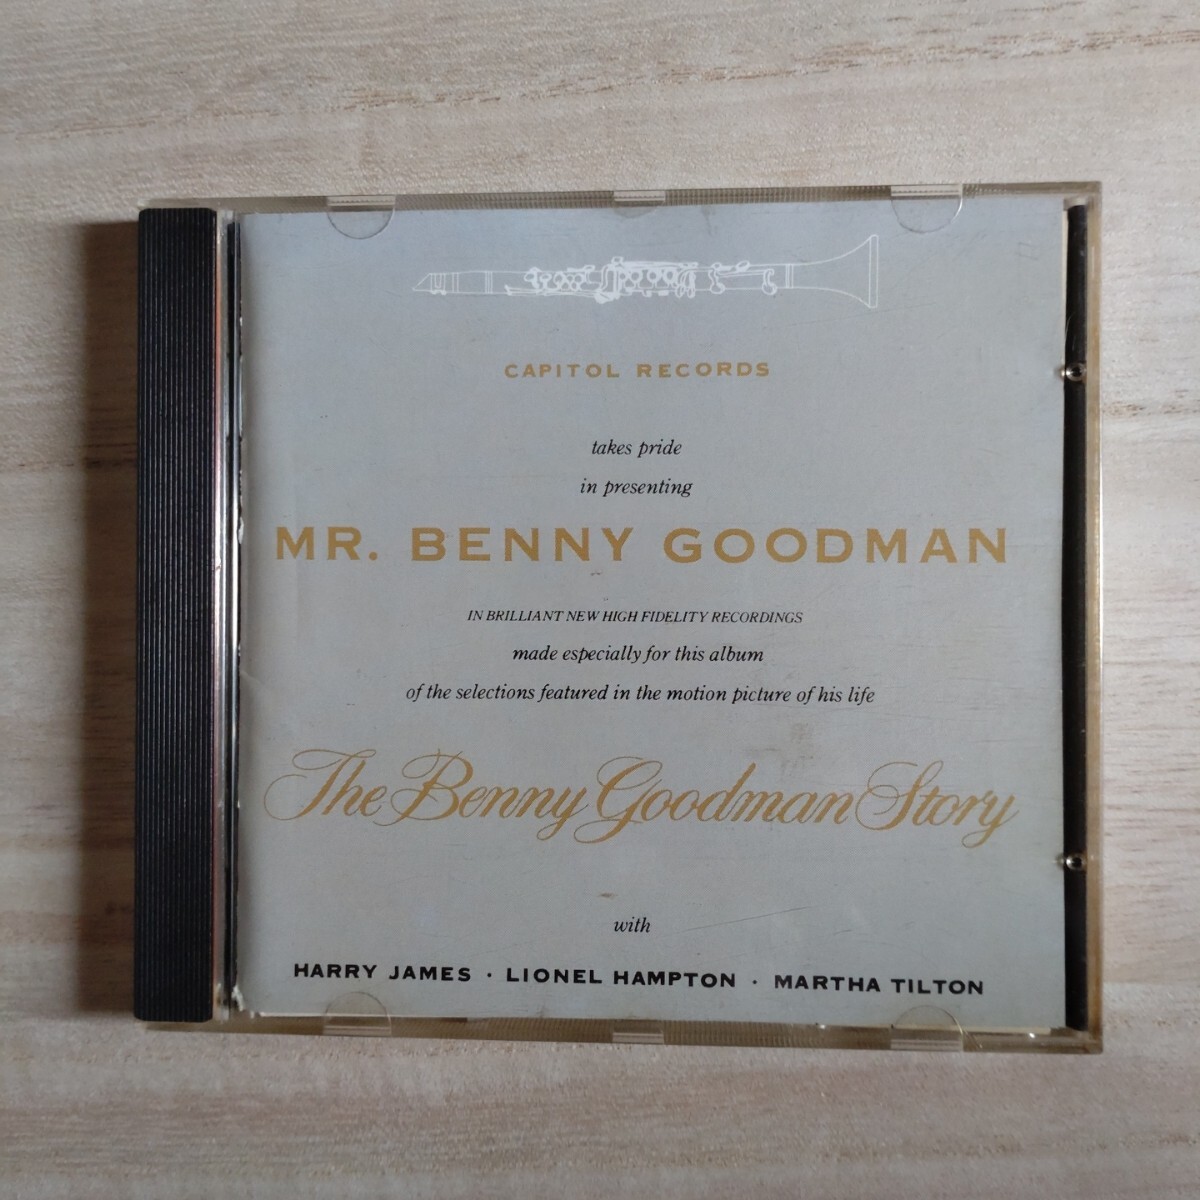 CAPITOL RECORDS
takes pride
in presenting
MR. BENNY GOODMAN
IN BRILLIANT NEW HIGH FIDELITY RECORDINGS
made especially for this album
of the selections featured in the motion picture of his life
The Benny Goodman Story
with
HARRY JAMES · LIONEL HAMPTON · MARTHA TILTON